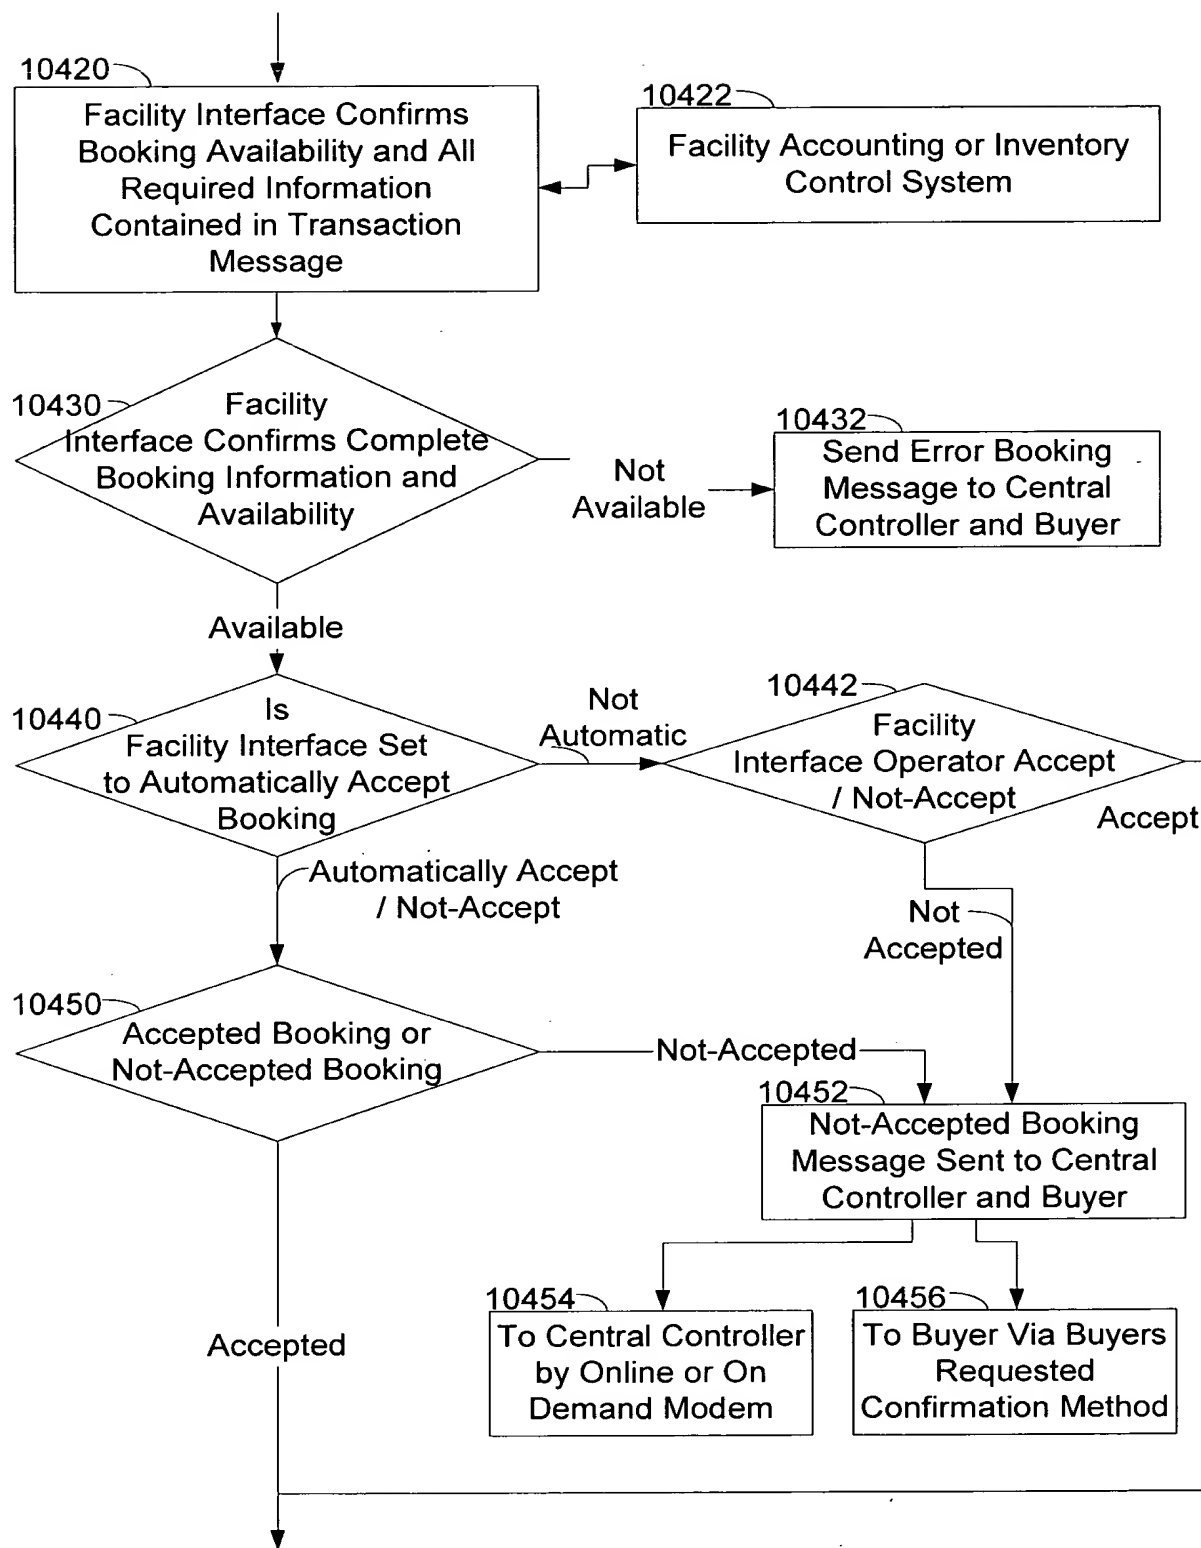 10420
Facility Interface Confirms
Booking Availability and All
Required Information
Contained in Transaction
Message
10422
Facility Accounting or Inventory
Control System
10430
Facility
Interface Confirms Complete
Booking Information and
Availability
Not
Available
10432
Send Error Booking
Message to Central
Controller and Buyer
Available
10440
Is
Facility Interface Set
to Automatically Accept
Booking
Not
Automatic
10442
Facility
Interface Operator Accept
/ Not-Accept
Accept
Automatically Accept
/ Not-Accept
Not
Accepted
10450
Accepted Booking or
Not-Accepted Booking
Not-Accepted
10452
Not-Accepted Booking
Message Sent to Central
Controller and Buyer
10454
To Central Controller
by Online or On
Demand Modem
10456
To Buyer Via Buyers
Requested
Confirmation Method
Accepted